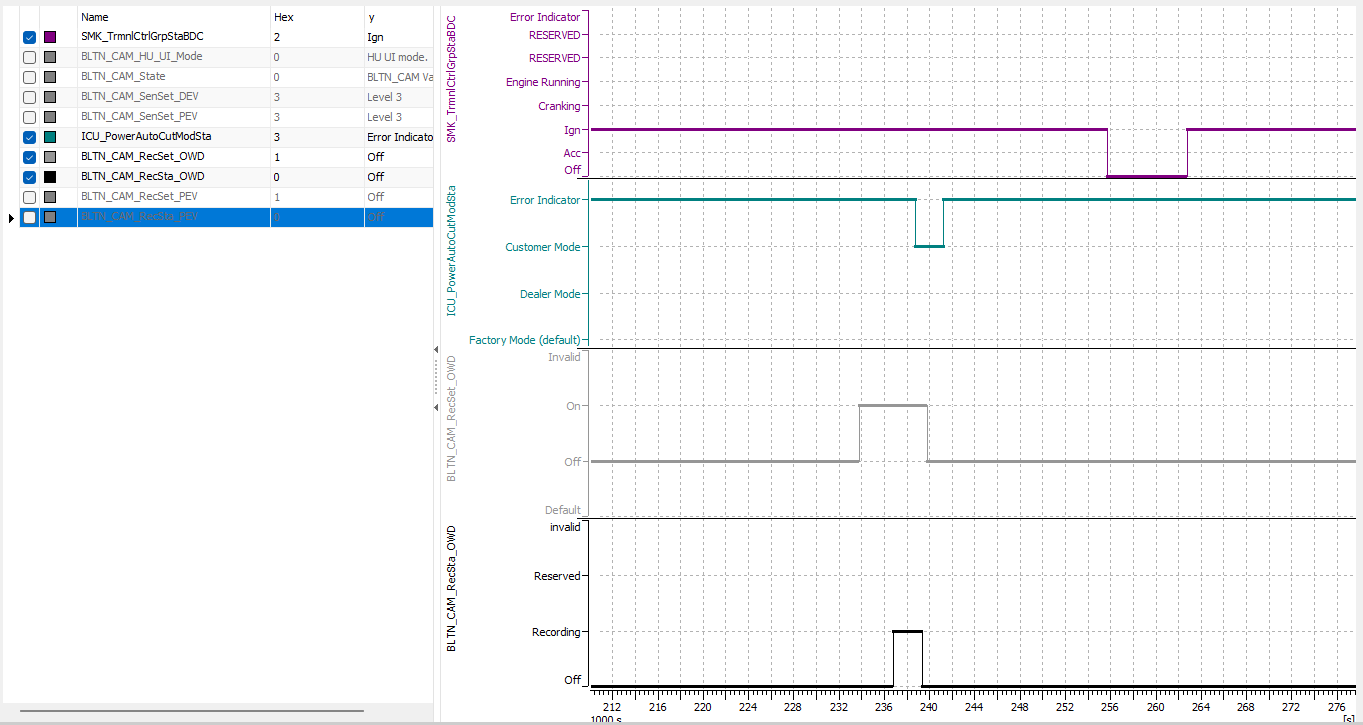 Name Hex y
SMK_TrmnlCtrlGrpStaBDC 2 Ign
BLTN_CAM_HU_UI_Mode 0 HU UI mode.
BLTN_CAM_State 0 BLTN_CAM Va
BLTN_CAM_SenSet_DEV 3 Level 3
BLTN_CAM_SenSet_PEV 3 Level 3
ICU_PowerAutoCutModSta 3 Error Indicato
BLTN_CAM_RecSet_OWD 1 Off
BLTN_CAM_RecSta_OWD 0 Off
BLTN_CAM_RecSet_PEV 1 Off
BLTN_CAM_RecSta_PEV 0 Off
SMK_TrmnlCtrlGrpStaBDC
Error Indicator
RESERVED
RESERVED
Engine Running
Cranking
Ign
Acc
Off
ICU_PowerAutoCutModSta
Error Indicator
Customer Mode
Dealer Mode
Factory Mode (default)
BLTN_CAM_RecSet_OWD
Invalid
On
Off
Default
BLTN_CAM_RecSta_OWD
invalid
Reserved
Recording
Off
212 216 220 224 228 232 236 240 244 248 252 256 260 264 268 272 276
1000 s [s]